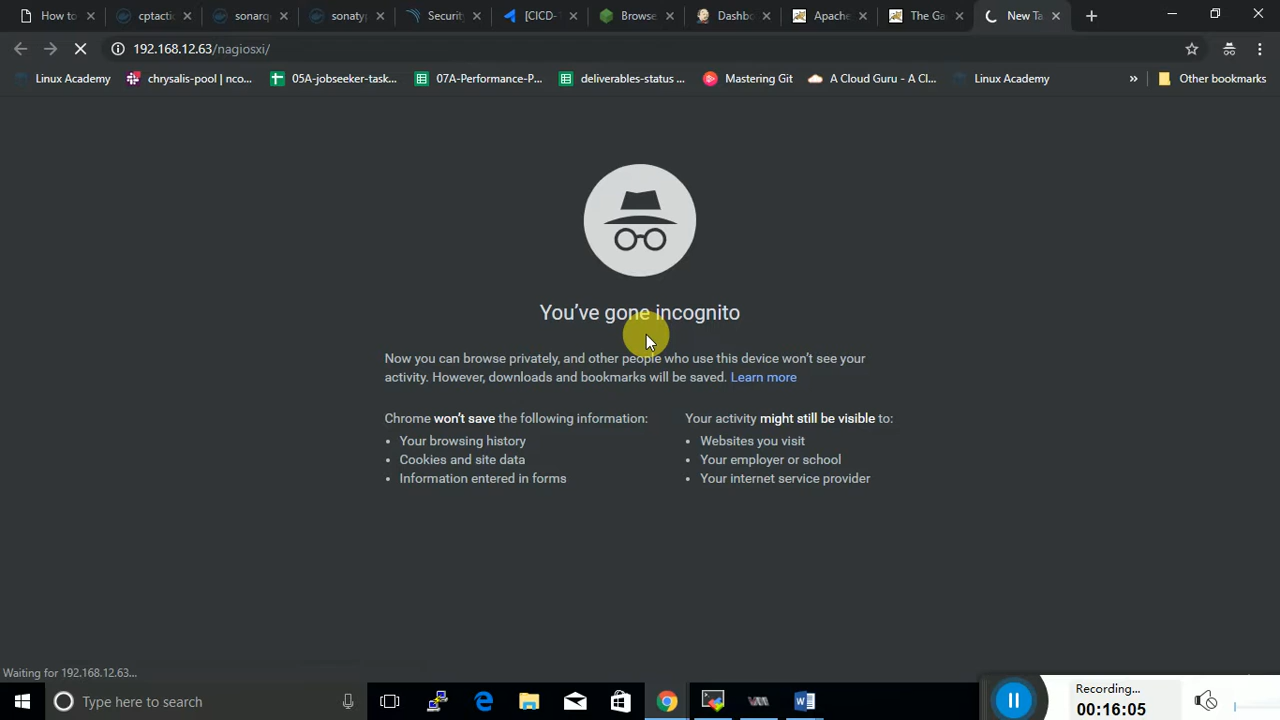 How to
cptactic
sonarq
sonatyp
Security
[CICD-
Browse
Dashbo
Apache
The Ga
New Ta
192.168.12.63/nagiosxi/
Linux Academy
chrysalis-pool | nco...
05A-jobseeker-task...
07A-Performance-P...
deliverables-status ...
Mastering Git
A Cloud Guru - A Cl...
Linux Academy
»
Other bookmarks
You've gone incognito
Now you can browse privately, and other people who use this device won't see your
activity. However, downloads and bookmarks will be saved. Learn more
Chrome won't save the following information:
• Your browsing history
• Cookies and site data
• Information entered in forms
Your activity might still be visible to:
• Websites you visit
• Your employer or school
• Your internet service provider
Waiting for 192.168.12.63...
Type here to search
Recording...
00:16:05